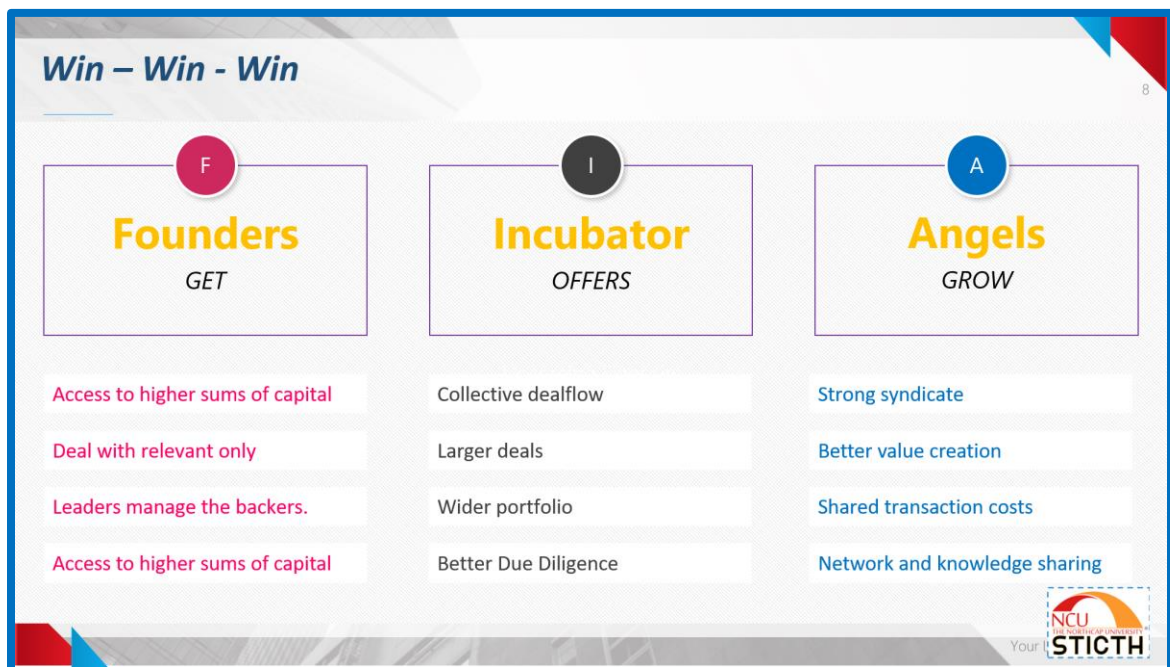 Win – Win - Win
8
F
Founders
GET
Access to higher sums of capital
Deal with relevant only
Leaders manage the backers.
Access to higher sums of capital
I
Incubator
OFFERS
Collective dealflow
Larger deals
Wider portfolio
Better Due Diligence
A
Angels
GROW
Strong syndicate
Better value creation
Shared transaction costs
Network and knowledge sharing
Your
NCU
THE NORTHCAP UNIVERSITY
STICTH